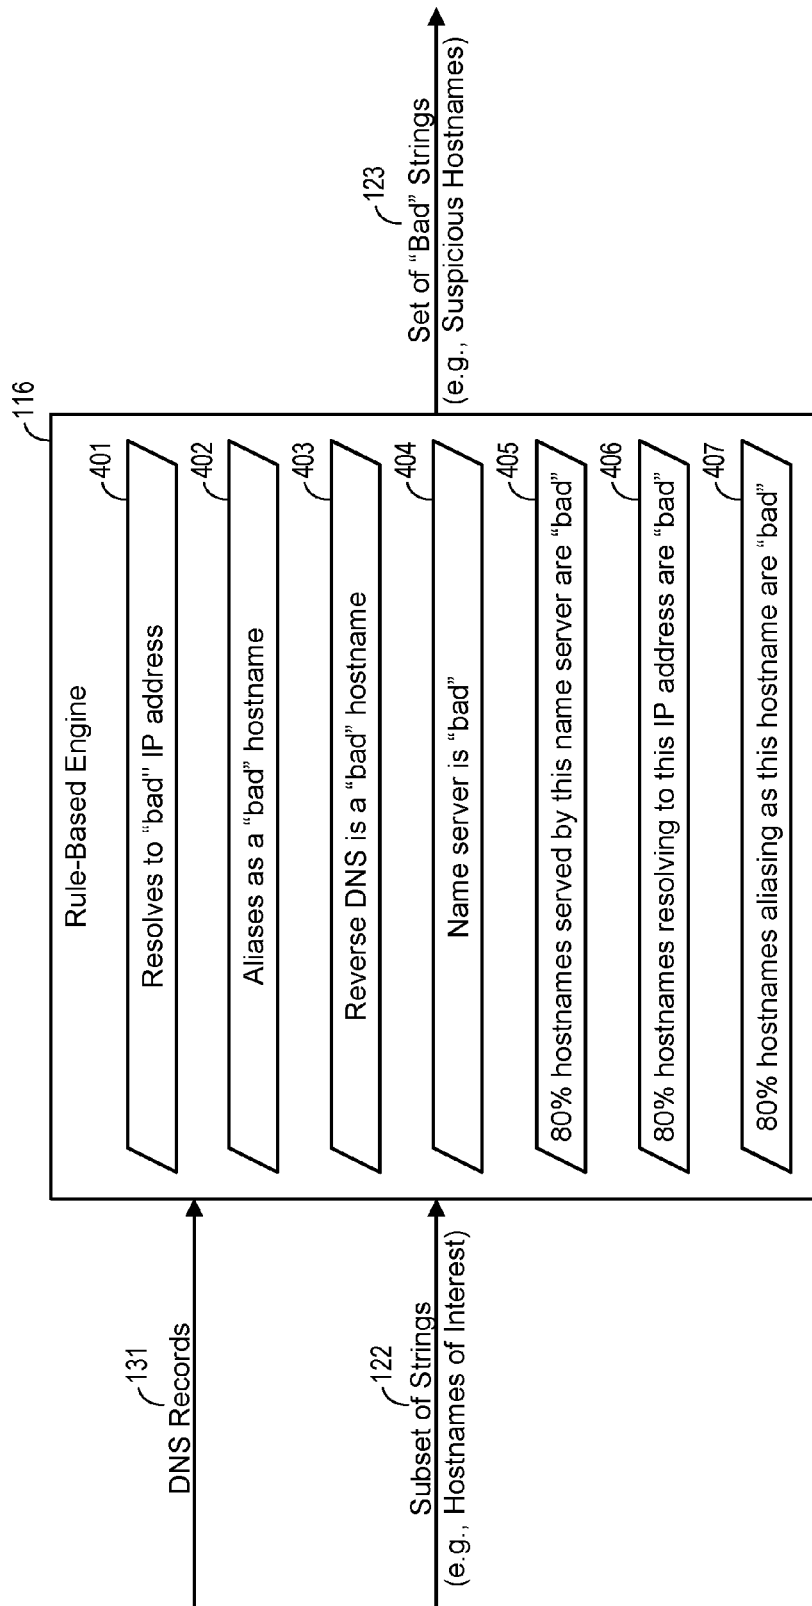 131
DNS Records
122
Subset of Strings
(e.g., Hostnames of Interest)
116
Rule-Based Engine
401
Resolves to "bad" IP address
402
Aliases as a “bad” hostname
403
Reverse DNS is a “bad” hostname
404
Name server is “bad”
405
80% hostnames served by this name server are “bad”
406
80% hostnames resolving to this IP address are “bad”
407
80% hostnames aliasing as this hostname are “bad”
123
Set of “Bad” Strings
(e.g., Suspicious Hostnames)